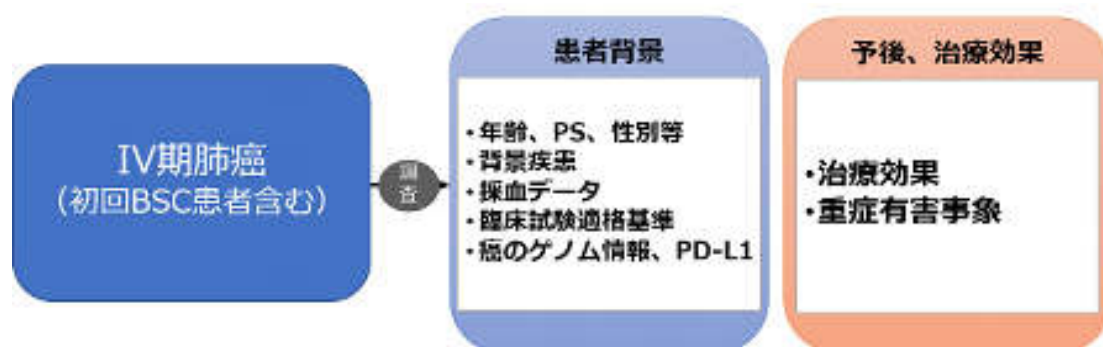 IV期肺癌
（初回BSC患者含む）
調査
患者背景
・年齢、PS、性別等
・背景疾患
・採血データ
・臨床試験適格基準
・癌のゲノム情報、PD-L1
予後、治療効果
・治療効果
・重症有害事象